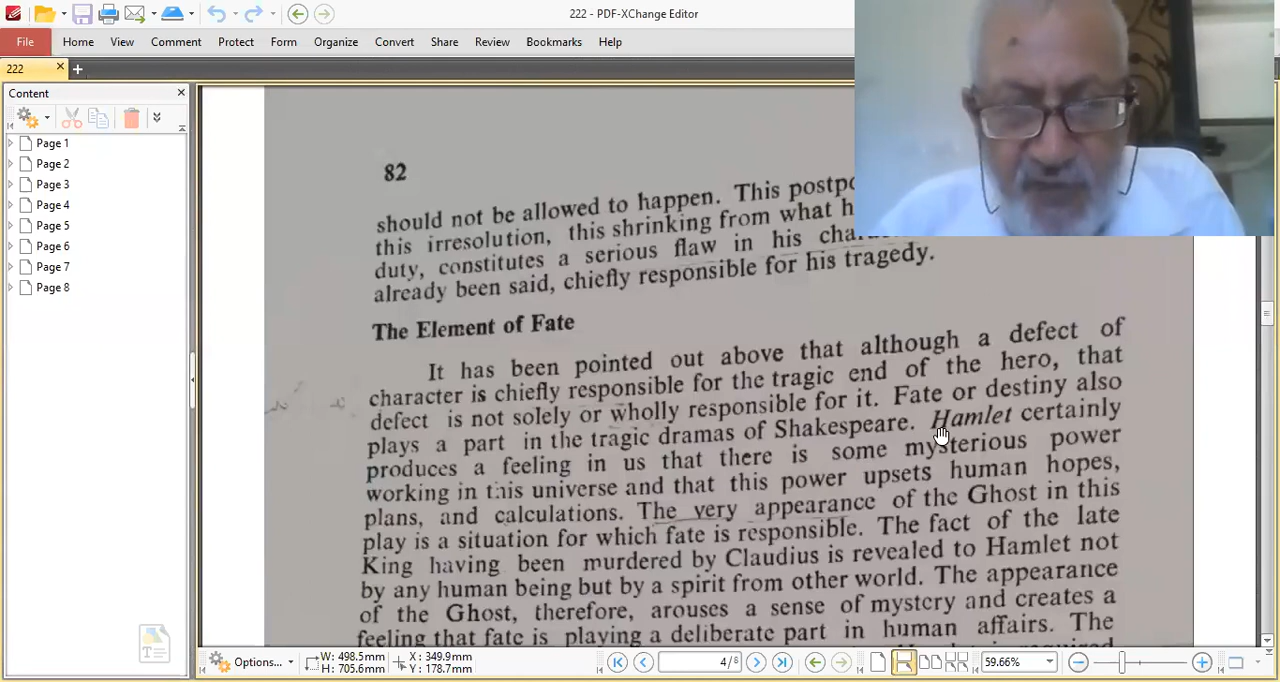 222 - PDF-XChange Editor
File Home View Comment Protect Form Organize Convert Share Review Bookmarks Help
222
Content
Page 1
Page 2
Page 3
Page 4
Page 5
Page 6
Page 7
Page 8
82
should not be allowed to happen. This postp
this irresolution, this shrinking from what h
duty, constitutes a serious flaw in his char
already been said, chiefly responsible for his tragedy.
The Element of Fate
It has been pointed out above that although a defect of
character is chiefly responsible for the tragic end of the hero, that
defect is not solely or wholly responsible for it. Fate or destiny also
plays a part in the tragic dramas of Shakespeare. Hamlet certainly
produces a feeling in us that there is some mysterious power
working in this universe and that this power upsets human hopes,
plans, and calculations. The very appearance of the Ghost in this
play is a situation for which fate is responsible. The fact of the late
King having been murdered by Claudius is revealed to Hamlet not
by any human being but by a spirit from other world. The appearance
of the Ghost, therefore, arouses a sense of mystery and creates a
feeling that fate is playing a deliberate part in human affairs. The
Options...
W: 498.5mm
H: 705.6mm
X: 349.9mm
Y: 178.7mm
4/8
59.66%